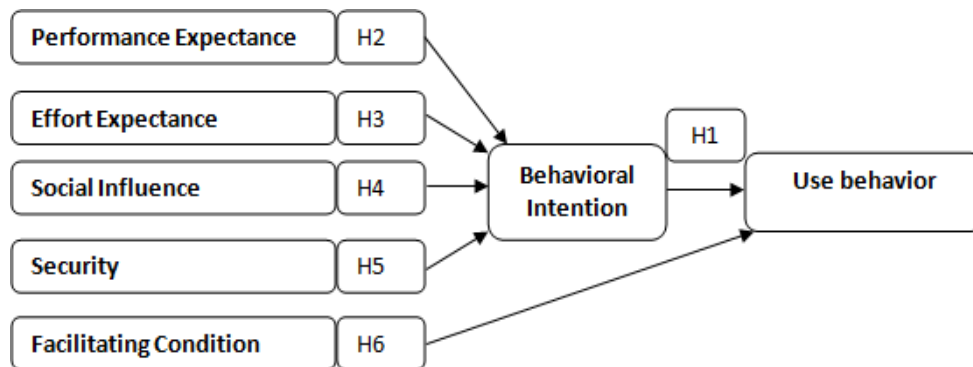 Performance Expectance H2
Effort Expectance H3
H1
Social Influence H4
Behavioral
Intention
Use behavior
Security H5
Facilitating Condition H6